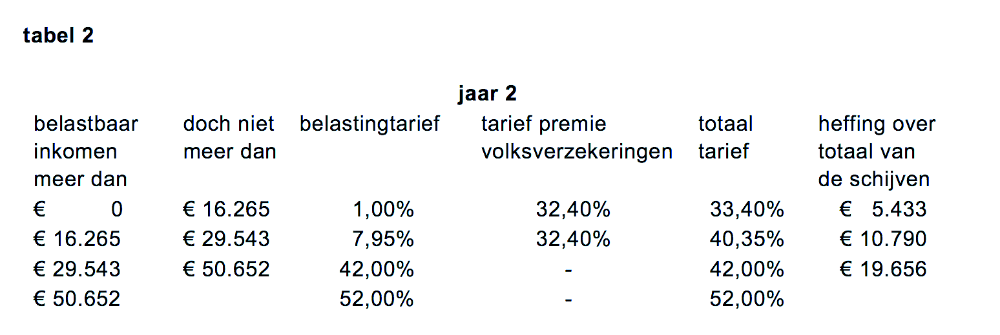 tabel 2
jaar 2
belastbaar doch niet belastingtarief tarief premie totaal heffing over
inkomen meer dan volksverzekeringen tarief totaal van
meer dan de schijven
€ 0 € 16.265 1,00% 32,40% 33,40% € 5.433
€ 16.265 € 29.543 7,95% 32,40% 40,35% € 10.790
€ 29.543 € 50.652 42,00% - 42,00% € 19.656
€ 50.652 52,00% - 52,00%